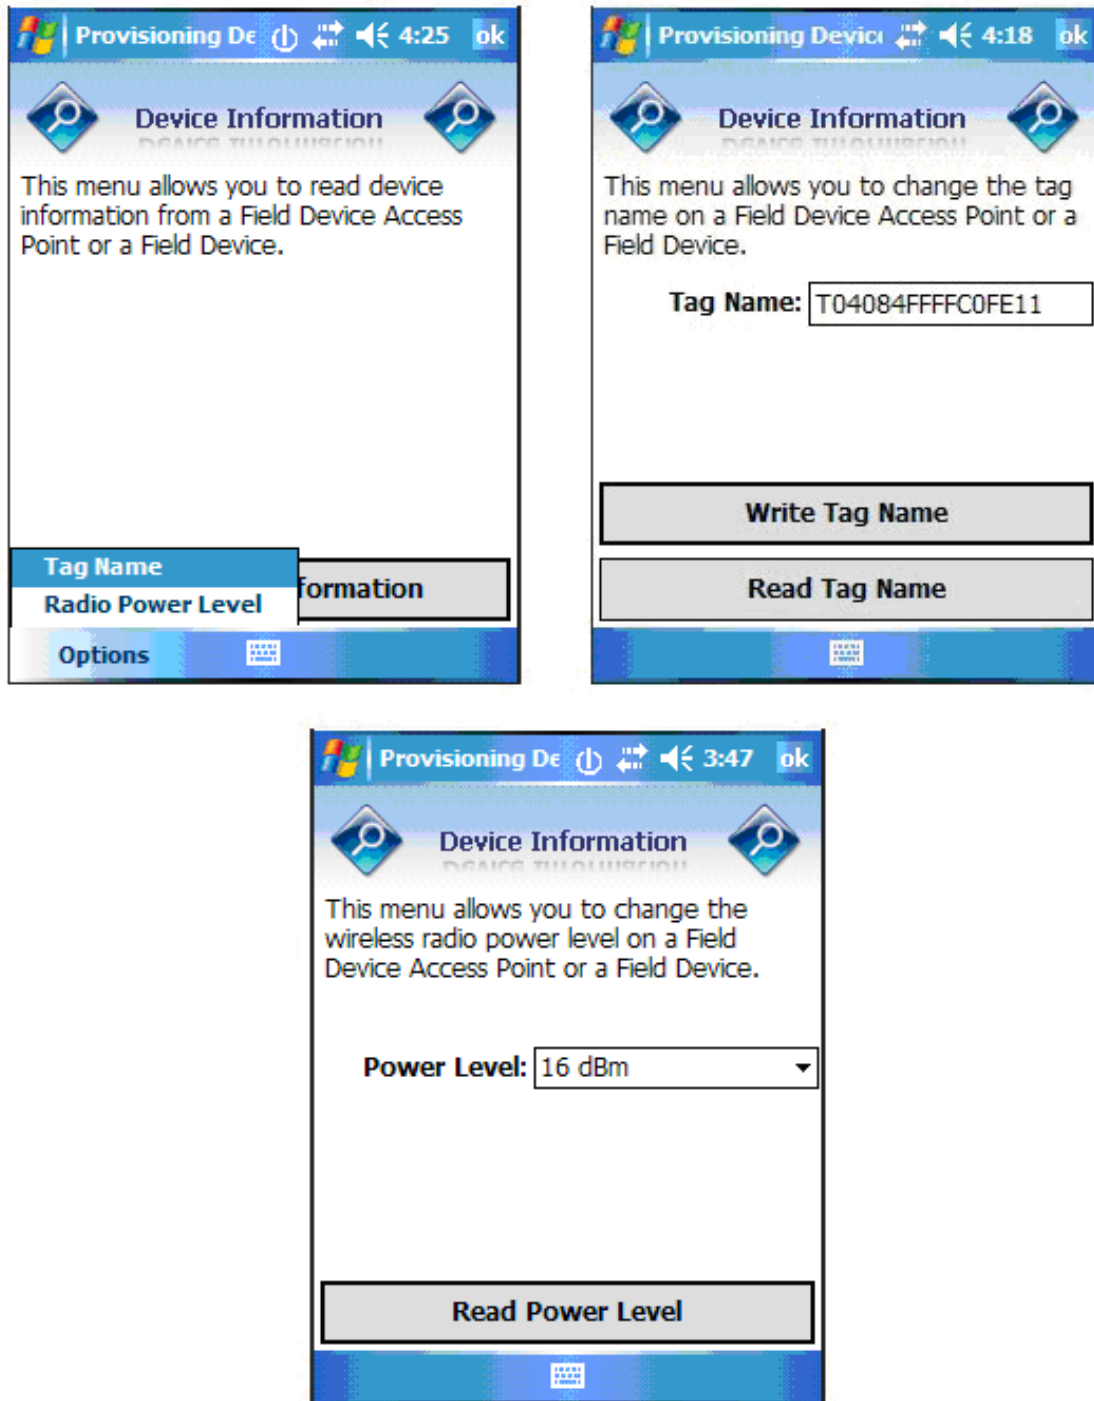 Provisioning De 4:25 ok
Device Information
This menu allows you to read device
information from a Field Device Access
Point or a Field Device.
Tag Name
Radio Power Level
formation
Options
Provisioning Devic 4:18 ok
Device Information
This menu allows you to change the tag
name on a Field Device Access Point or a
Field Device.
Tag Name: T04084FFFFC0FE11
Write Tag Name
Read Tag Name
Provisioning De 3:47 ok
Device Information
This menu allows you to change the
wireless radio power level on a Field
Device Access Point or a Field Device.
Power Level: 16 dBm
Read Power Level